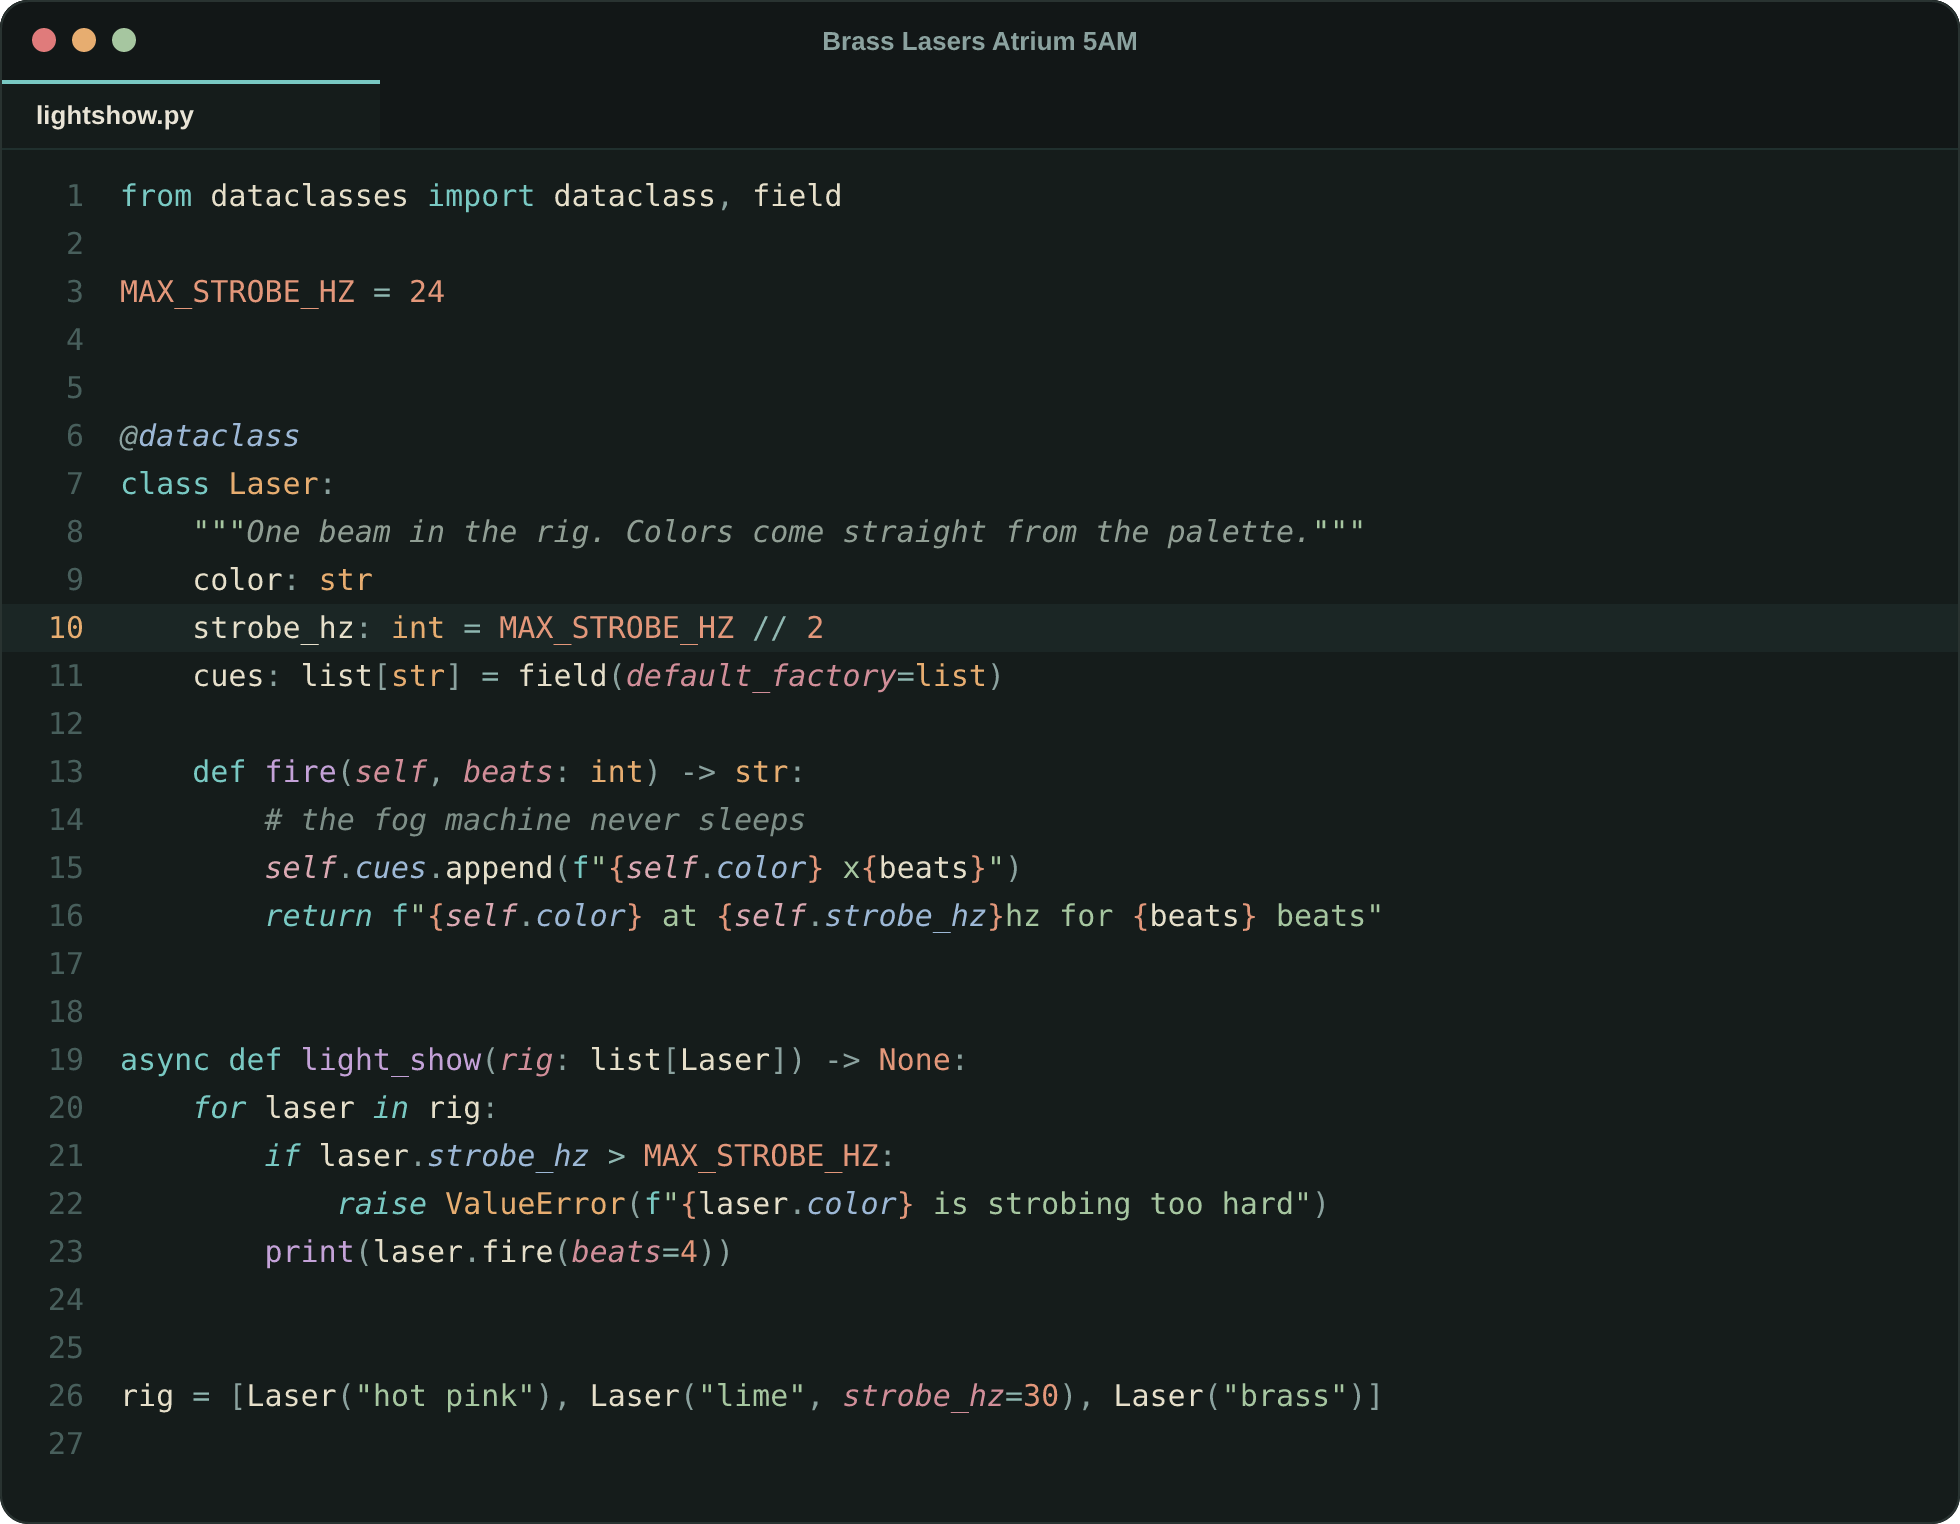 Brass Lasers Atrium 5AM
lightshow.py
1 from dataclasses import dataclass, field
2
3 MAX_STROBE_HZ = 24
4
5
6 @dataclass
7 class Laser:
8     """One beam in the rig. Colors come straight from the palette."""
9     color: str
10     strobe_hz: int = MAX_STROBE_HZ // 2
11     cues: list[str] = field(default_factory=list)
12
13     def fire(self, beats: int) -> str:
14         # the fog machine never sleeps
15         self.cues.append(f"{self.color} x{beats}")
16         return f"{self.color} at {self.strobe_hz}hz for {beats} beats"
17
18
19 async def light_show(rig: list[Laser]) -> None:
20     for laser in rig:
21         if laser.strobe_hz > MAX_STROBE_HZ:
22             raise ValueError(f"{laser.color} is strobing too hard")
23         print(laser.fire(beats=4))
24
25
26 rig = [Laser("hot pink"), Laser("lime", strobe_hz=30), Laser("brass")]
27